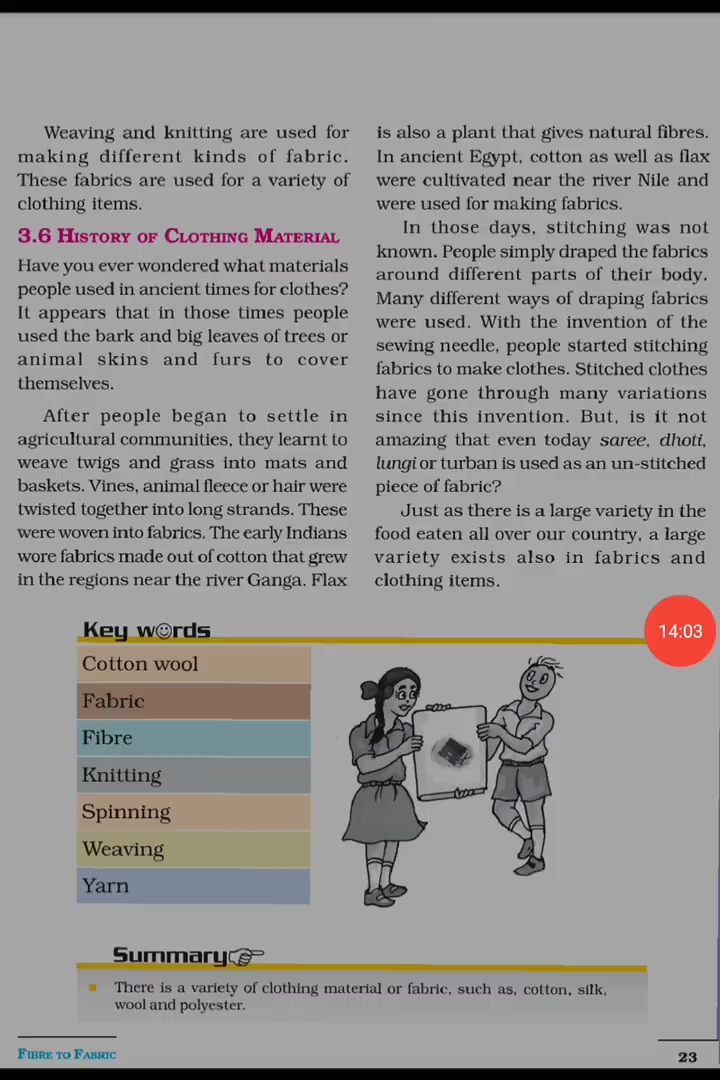 Weaving and knitting are used for
making different kinds of fabric.
These fabrics are used for a variety of
clothing items.
3.6 HISTORY OF CLOTHING MATERIAL
Have you ever wondered what materials
people used in ancient times for clothes?
It appears that in those times people
used the bark and big leaves of trees or
animal skins and furs to cover
themselves.
After people began to settle in
agricultural communities, they learnt to
weave twigs and grass into mats and
baskets. Vines, animal fleece or hair were
twisted together into long strands. These
were woven into fabrics. The early Indians
wore fabrics made out of cotton that grew
in the regions near the river Ganga. Flax
is also a plant that gives natural fibres.
In ancient Egypt, cotton as well as flax
were cultivated near the river Nile and
were used for making fabrics.
In those days, stitching was not
known. People simply draped the fabrics
around different parts of their body.
Many different ways of draping fabrics
were used. With the invention of the
sewing needle, people started stitching
fabrics to make clothes. Stitched clothes
have gone through many variations
since this invention. But, is it not
amazing that even today saree, dhoti,
lungi or turban is used as an un-stitched
piece of fabric?
Just as there is a large variety in the
food eaten all over our country, a large
variety exists also in fabrics and
clothing items.
14:03
Key words
Cotton wool
Fabric
Fibre
Knitting
Spinning
Weaving
Yarn
Summary
There is a variety of clothing material or fabric, such as, cotton, silk,
wool and polyester.
FIBRE TO FABRIC
23